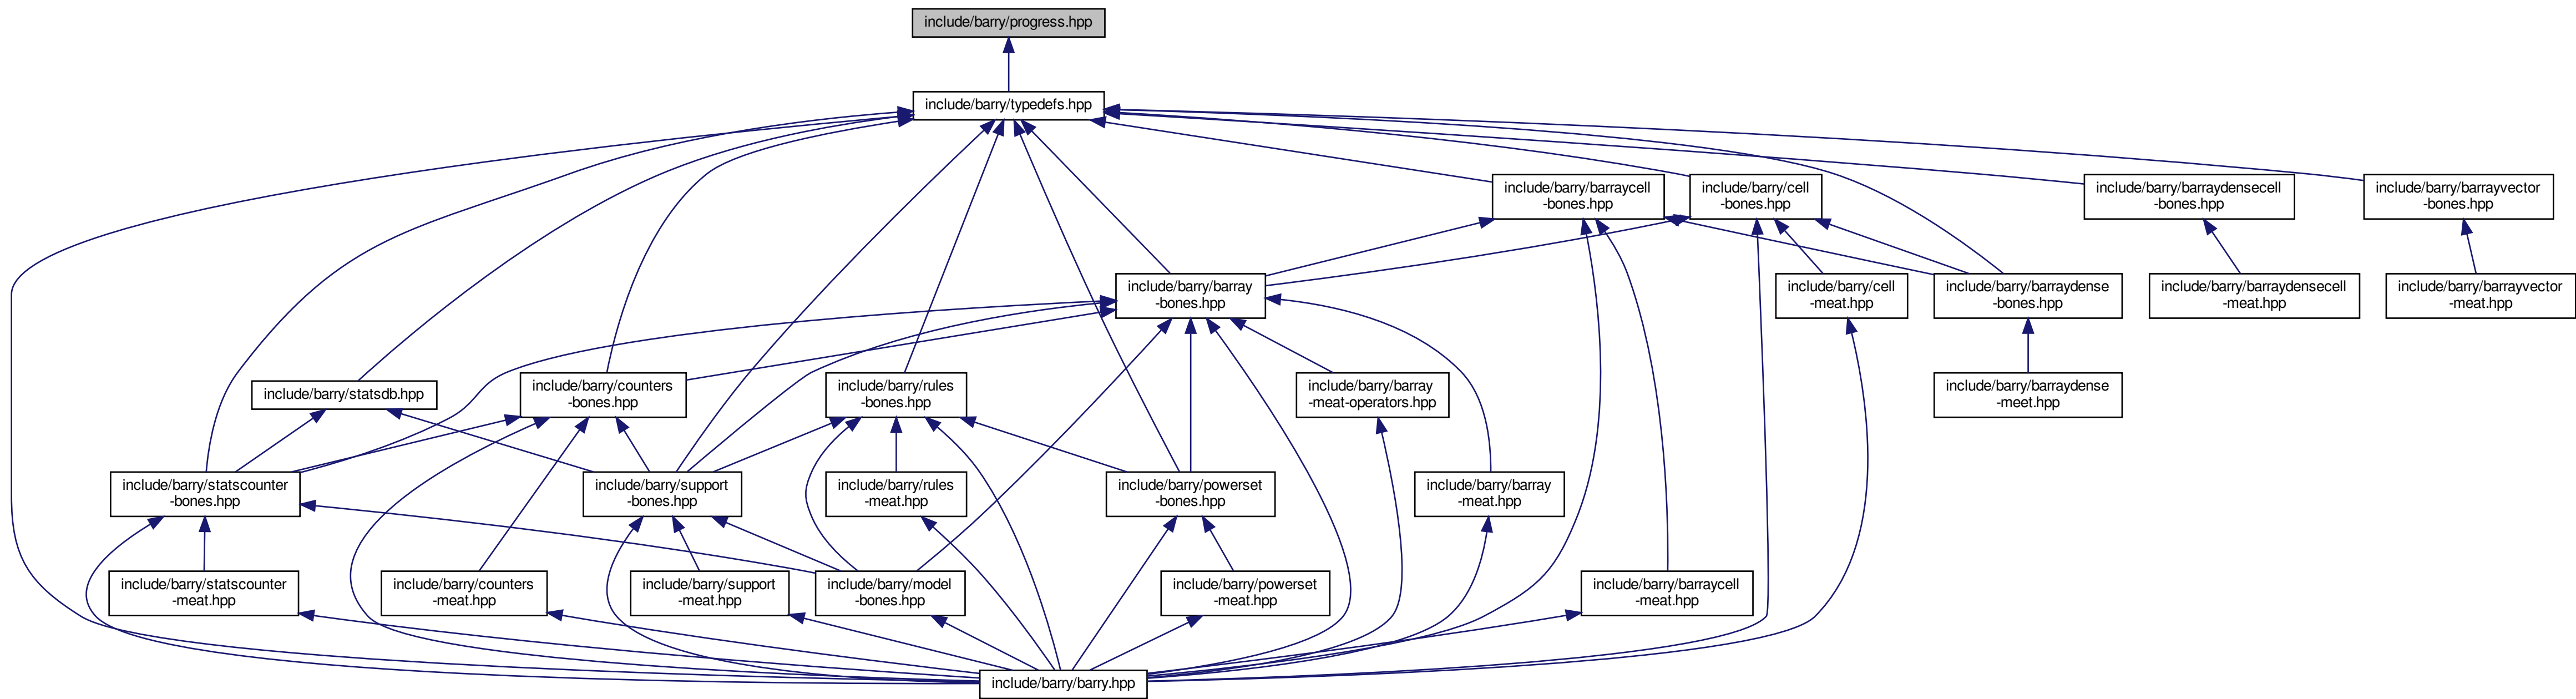 include/barry/progress.hpp
include/barry/typedefs.hpp
include/barry/barraycell
-bones.hpp
include/barry/cell
-bones.hpp
include/barry/barraydensecell
-bones.hpp
include/barry/barrayvector
-bones.hpp
include/barry/barray
-bones.hpp
include/barry/cell
-meat.hpp
include/barry/barraydense
-bones.hpp
include/barry/barraydensecell
-meat.hpp
include/barry/barrayvector
-meat.hpp
include/barry/statsdb.hpp
include/barry/counters
-bones.hpp
include/barry/rules
-bones.hpp
include/barry/barray
-meat-operators.hpp
include/barry/barraydense
-meet.hpp
include/barry/statscounter
-bones.hpp
include/barry/support
-bones.hpp
include/barry/rules
-meat.hpp
include/barry/powerset
-bones.hpp
include/barry/barray
-meat.hpp
include/barry/statscounter
-meat.hpp
include/barry/counters
-meat.hpp
include/barry/support
-meat.hpp
include/barry/model
-bones.hpp
include/barry/powerset
-meat.hpp
include/barry/barraycell
-meat.hpp
include/barry/barry.hpp